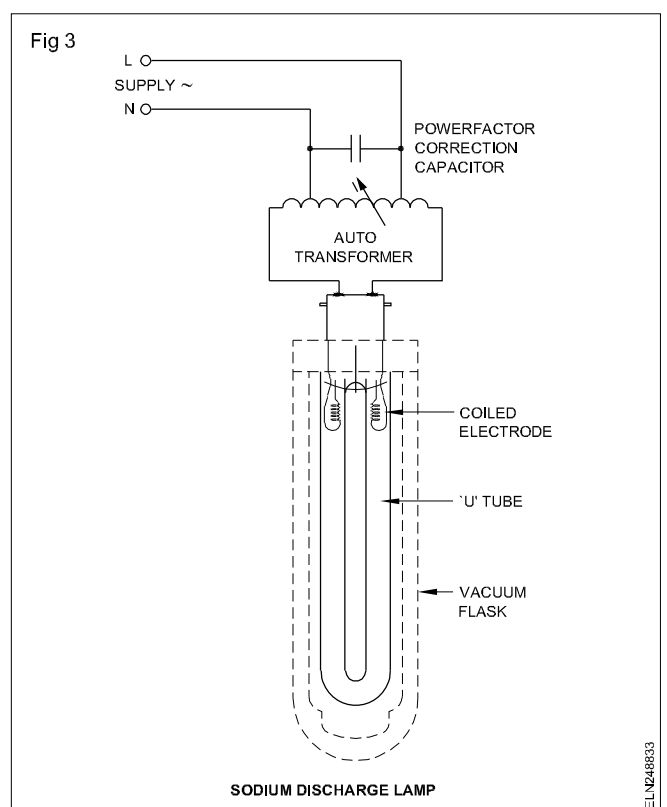 Fig 3
L
SUPPLY ~
N
POWERFACTOR
CORRECTION
CAPACITOR
AUTO
TRANSFORMER
COILED
ELECTRODE
`U' TUBE
VACUUM
FLASK
SODIUM DISCHARGE LAMP
ELN248833